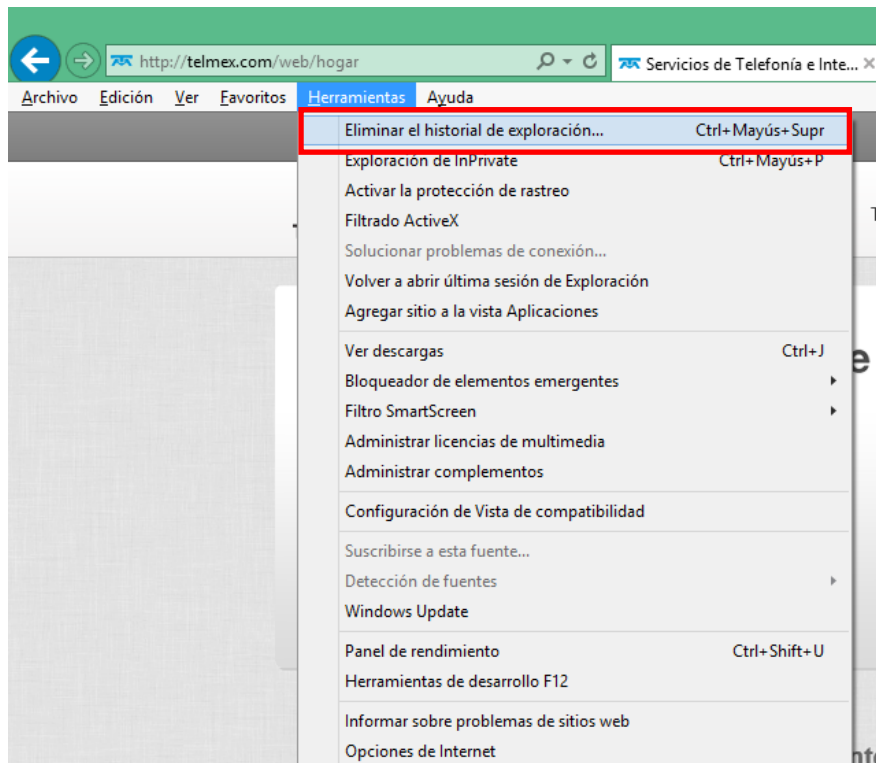 http://telmex.com/web/hogar
Servicios de Telefonía e Inte...
Archivo Edición Ver Favoritos Herramientas Ayuda
Eliminar el historial de exploración... Ctrl+Mayús+Supr
Exploración de InPrivate Ctrl+Mayús+P
Activar la protección de rastreo
Filtrado ActiveX
Solucionar problemas de conexión...
Volver a abrir última sesión de Exploración
Agregar sitio a la vista Aplicaciones
Ver descargas Ctrl+J
Bloqueador de elementos emergentes
Filtro SmartScreen
Administrar licencias de multimedia
Administrar complementos
Configuración de Vista de compatibilidad
Suscribirse a esta fuente...
Detección de fuentes
Windows Update
Panel de rendimiento Ctrl+Shift+U
Herramientas de desarrollo F12
Informar sobre problemas de sitios web
Opciones de Internet